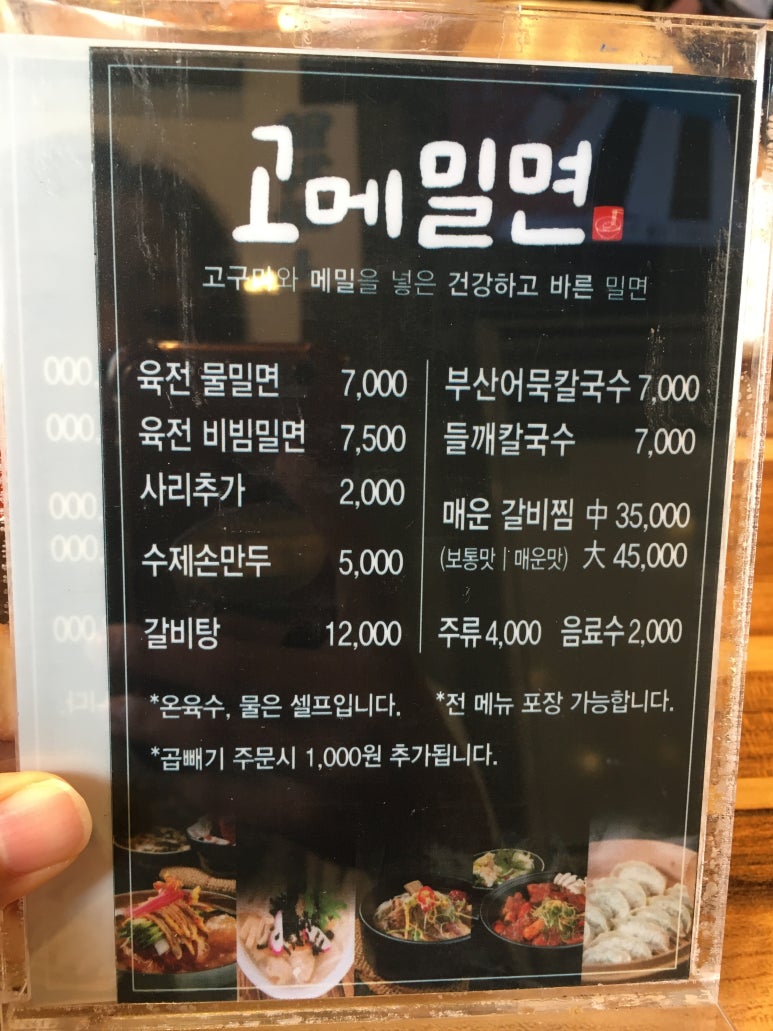 고메밀면
고구마와 메밀을 넣은 건강하고 바른 밀면
육전 물밀면 7,000
육전 비빔밀면 7,500
사리추가 2,000
수제손만두 5,000
갈비탕 12,000
부산어묵칼국수 7,000
들깨칼국수 7,000
매운 갈비찜 中 35,000
(보통맛ㅣ매운맛) 大 45,000
주류 4,000 음료수 2,000
*온육수, 물은 셀프입니다. *전 메뉴 포장 가능합니다.
*곱빼기 주문시 1,000원 추가됩니다.
000
000
000
000
000